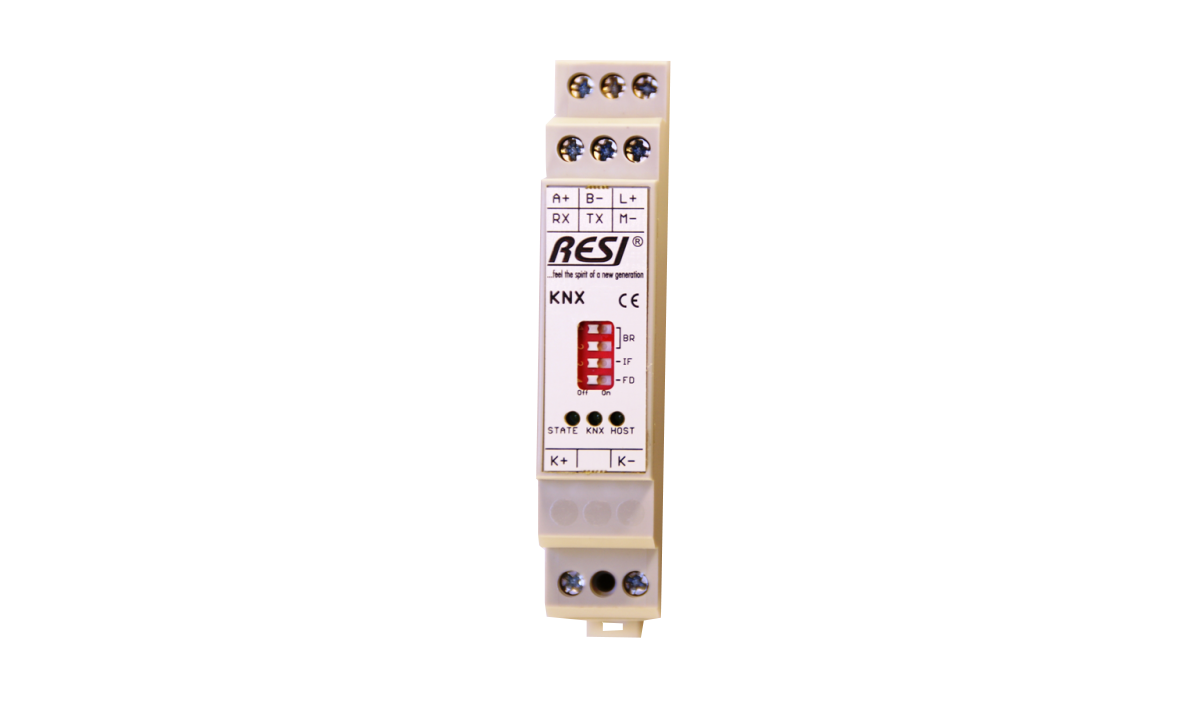 A+ B- L+
RX TX M-
RESI®
...feel the spirit of a new generation
KNX CE
BR
IF
FD
Off On
STATE KNX HOST
K+ K-